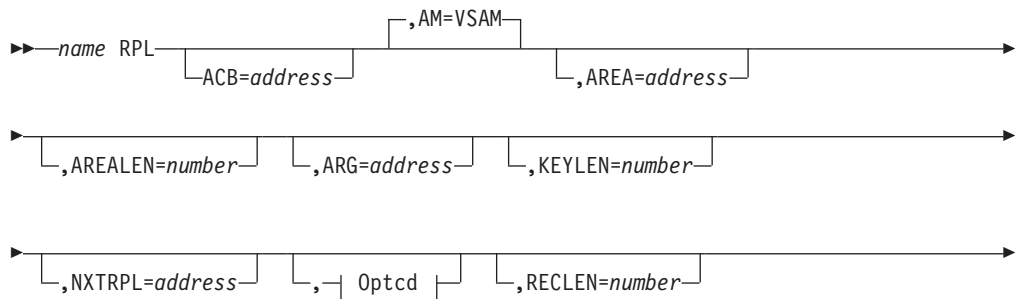 ,AM=VSAM
name RPL
ACB=address
,AREA=address
,AREALEN=number
,ARG=address
,KEYLEN=number
,NXTRPL=address
, Optcd
,RECLEN=number